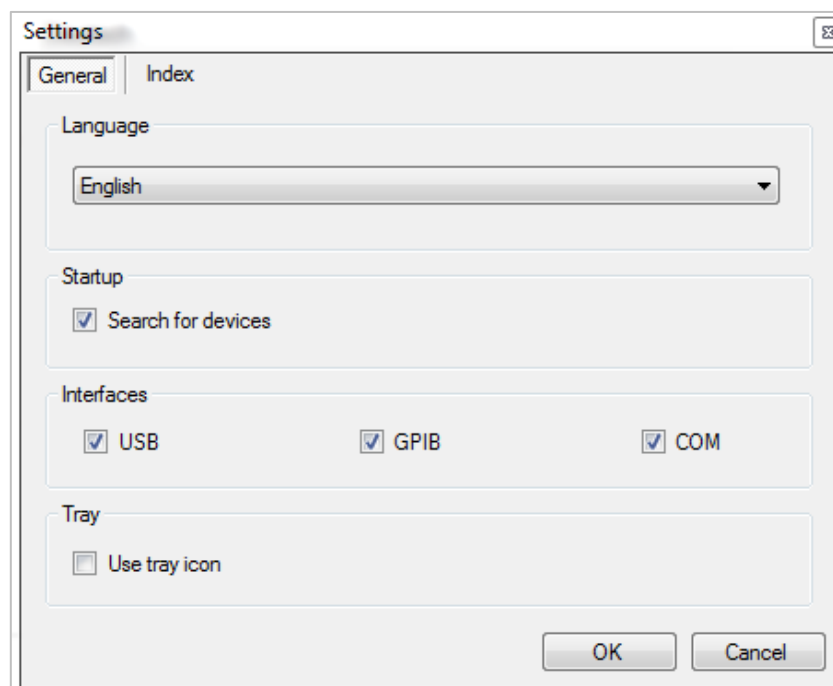 Settings
General Index
Language
English
Startup
Search for devices
Interfaces
USB GPIB COM
Tray
Use tray icon
OK Cancel